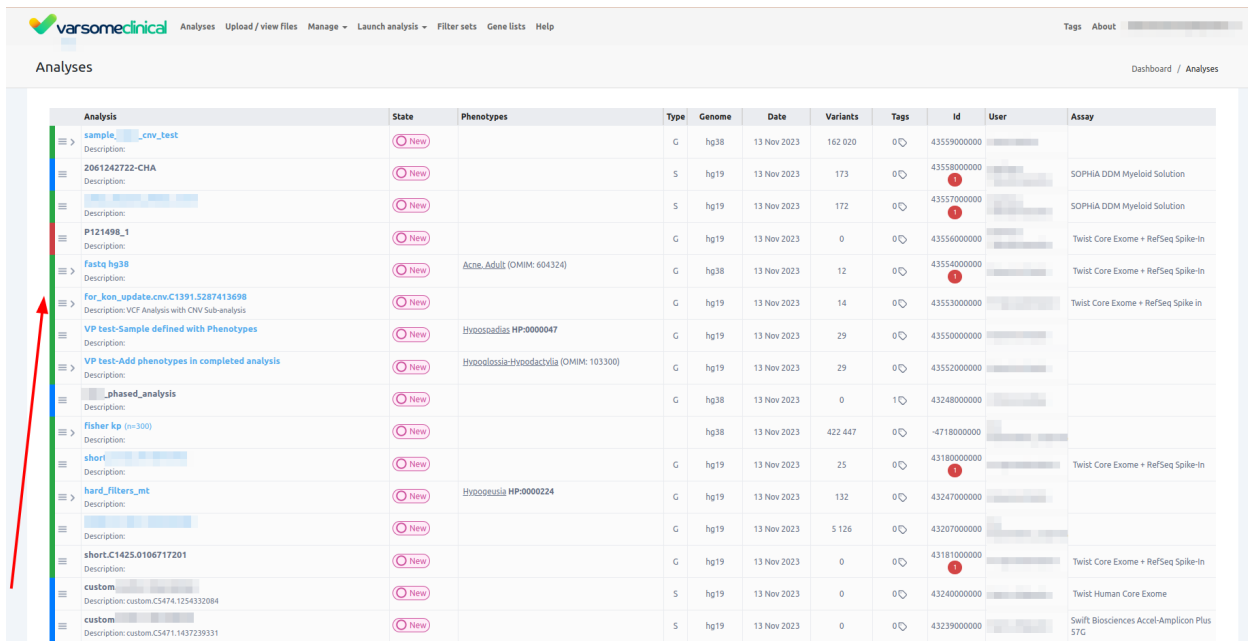 varsomeclinical Analyses Upload / view files Manage Launch analysis Filter sets Gene lists Help Tags About
Analyses Dashboard / Analyses
Analysis State Phenotypes Type Genome Date Variants Tags Id User Assay
sample_ _cnv_test New G hg38 13 Nov 2023 162 020 0 43559000000
Description:
2061242722-CHA New S hg19 13 Nov 2023 173 0 43558000000 1 SOPHiA DDM Myeloid Solution
Description:
New S hg19 13 Nov 2023 172 0 43557000000 1 SOPHiA DDM Myeloid Solution
Description:
P121498_1 New G hg19 13 Nov 2023 0 0 43556000000 Twist Core Exome + RefSeq Spike-In
Description:
fastq hg38 New Acne, Adult (OMIM: 604324) G hg38 13 Nov 2023 12 0 43554000000 1 Twist Core Exome + RefSeq Spike-In
Description:
for_kon_update.cnv.C1391.5287413698 New G hg19 13 Nov 2023 14 0 43553000000 Twist Core Exome + RefSeq Spike in
Description: VCF Analysis with CNV Sub-analysis
VP test-Sample defined with Phenotypes New Hypospadias HP:0000047 G hg19 13 Nov 2023 29 0 43550000000
Description:
VP test-Add phenotypes in completed analysis New Hypoglossia-Hypodactylia (OMIM: 103300) G hg19 13 Nov 2023 29 0 43552000000
Description:
_phased_analysis New G hg38 13 Nov 2023 0 1 43248000000
Description:
fisher kp (n=300) New hg38 13 Nov 2023 422 447 0 -4718000000
Description:
short New G hg19 13 Nov 2023 25 0 43180000000 1 Twist Core Exome + RefSeq Spike-In
Description:
hard_filters_mt New Hypogeusia HP:0000224 G hg19 13 Nov 2023 132 0 43247000000
Description:
New G hg19 13 Nov 2023 5 126 0 43207000000
Description:
short.C1425.0106717201 New G hg19 13 Nov 2023 0 0 43181000000 1 Twist Core Exome + RefSeq Spike-In
Description:
custom New S hg19 13 Nov 2023 0 0 43240000000 Twist Human Core Exome
Description: custom.C5474.1254332084
custom New S hg19 13 Nov 2023 0 0 43239000000 Swift Biosciences Accel-Amplicon Plus 57G
Description: custom.C5471.1437239331